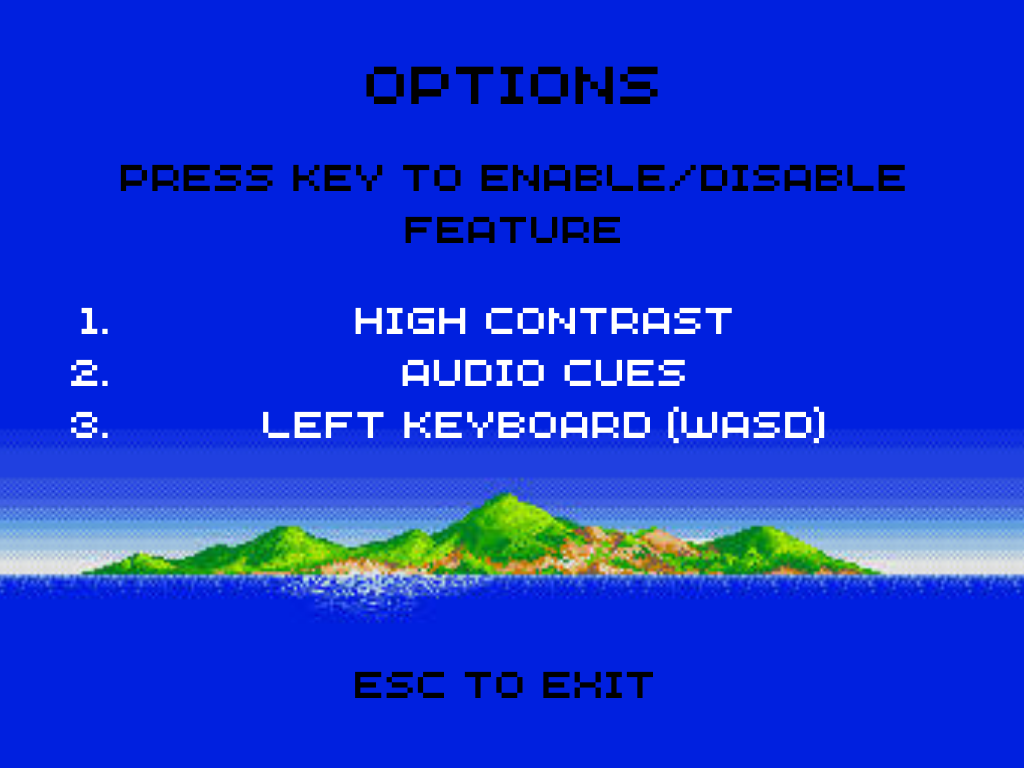 OPTIONS
PRESS KEY TO ENABLE/DISABLE
FEATURE
1. HIGH CONTRAST
2. AUDIO CUES
3. LEFT KEYBOARD (WASD)
ESC TO EXIT